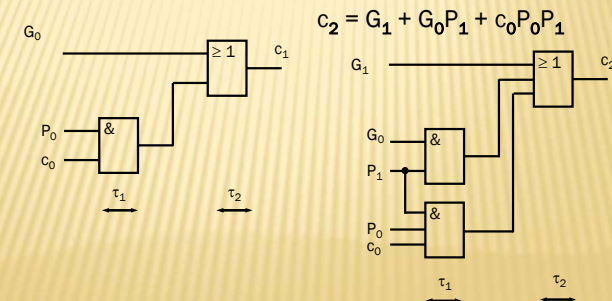 c₂ = G₁ + G₀P₁ + c₀P₀P₁
G₀
≥ 1
c₁
P₀
&
c₀
τ₁
τ₂
G₁
≥ 1
c₂
G₀
&
P₁
&
P₀
c₀
τ₁
τ₂